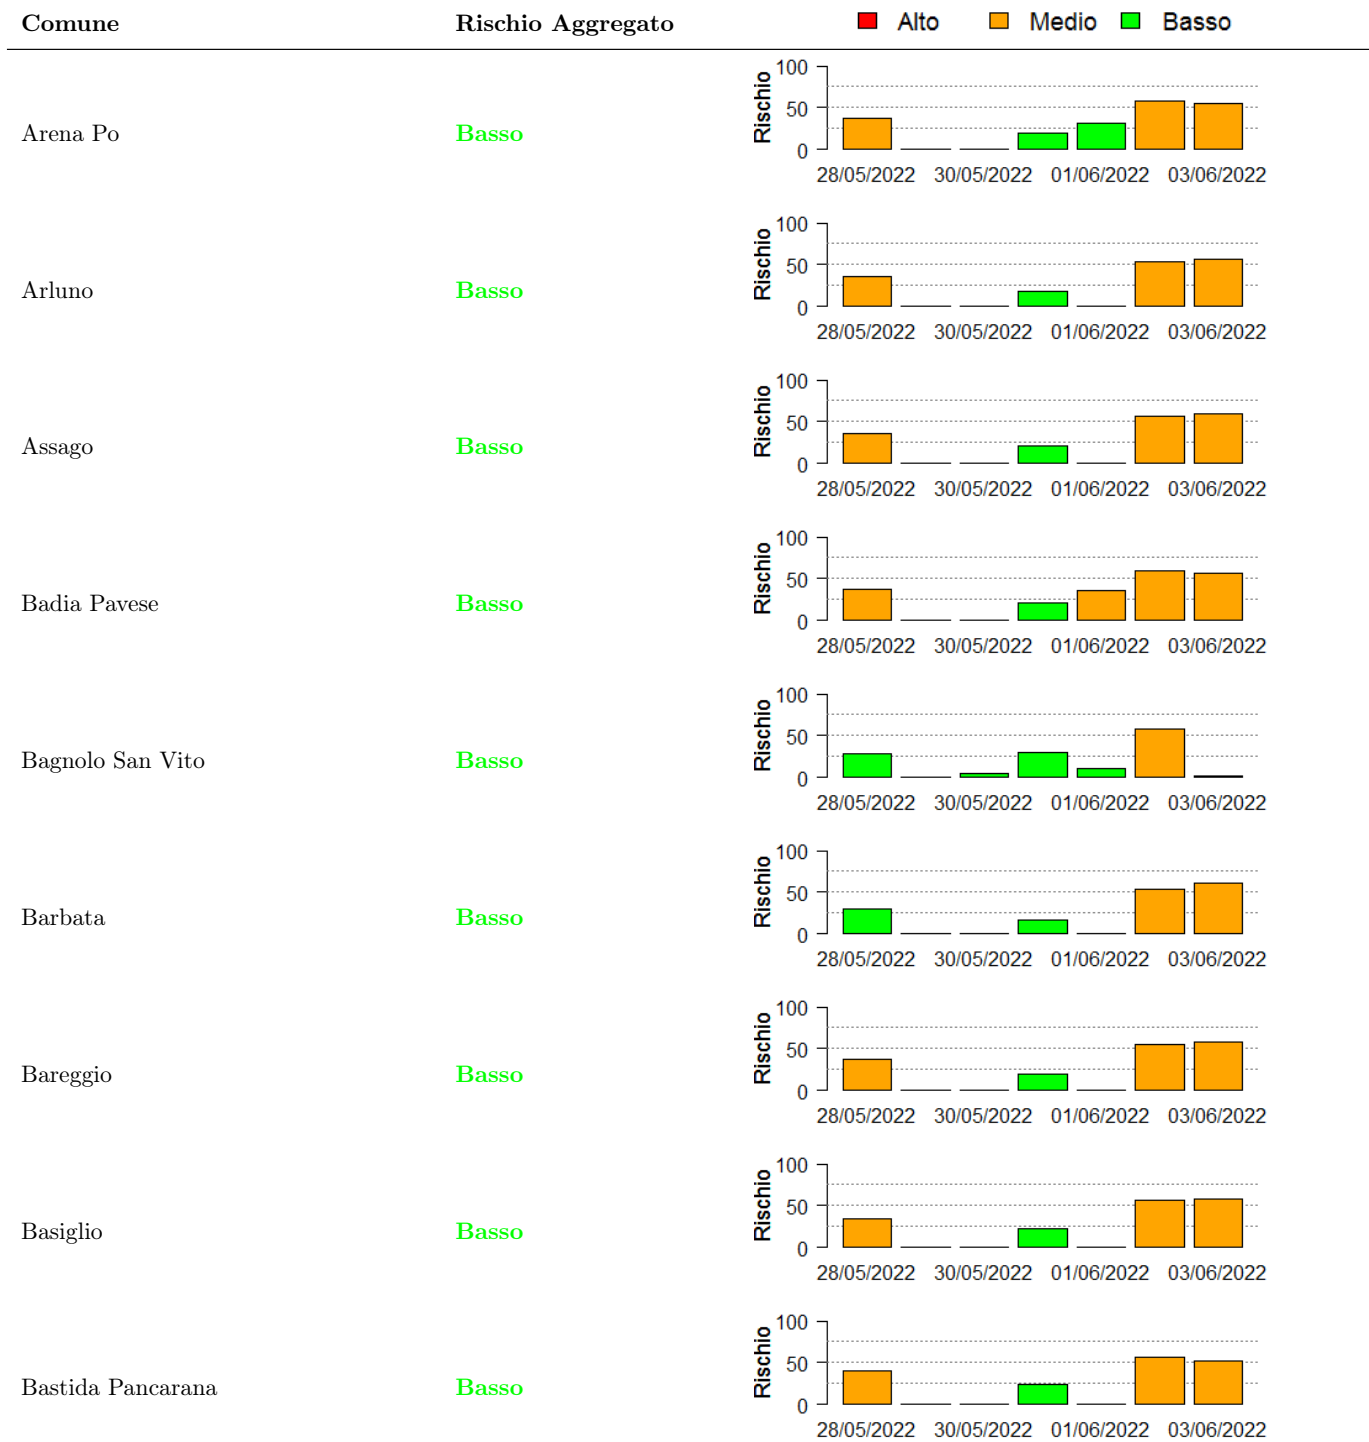 Comune Rischio Aggregato Alto Medio Basso
100
50
0
Rischio
Arena Po Basso
28/05/2022 30/05/2022 01/06/2022 03/06/2022
100
50
0
Rischio
Arluno Basso
28/05/2022 30/05/2022 01/06/2022 03/06/2022
100
50
0
Rischio
Assago Basso
28/05/2022 30/05/2022 01/06/2022 03/06/2022
100
50
0
Rischio
Badia Pavese Basso
28/05/2022 30/05/2022 01/06/2022 03/06/2022
100
50
0
Rischio
Bagnolo San Vito Basso
28/05/2022 30/05/2022 01/06/2022 03/06/2022
100
50
0
Rischio
Barbata Basso
28/05/2022 30/05/2022 01/06/2022 03/06/2022
100
50
0
Rischio
Bareggio Basso
28/05/2022 30/05/2022 01/06/2022 03/06/2022
100
50
0
Rischio
Basiglio Basso
28/05/2022 30/05/2022 01/06/2022 03/06/2022
100
50
0
Rischio
Bastida Pancarana Basso
28/05/2022 30/05/2022 01/06/2022 03/06/2022